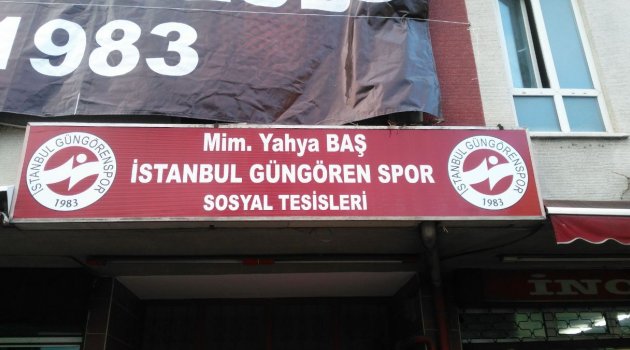 1983
Mim. Yahya BAŞ
İSTANBUL GÜNGÖREN SPOR
SOSYAL TESİSLERİ
İSTANBUL GÜNGÖRENSPOR
1983
İSTANBUL GÜNGÖRENSPOR
1983